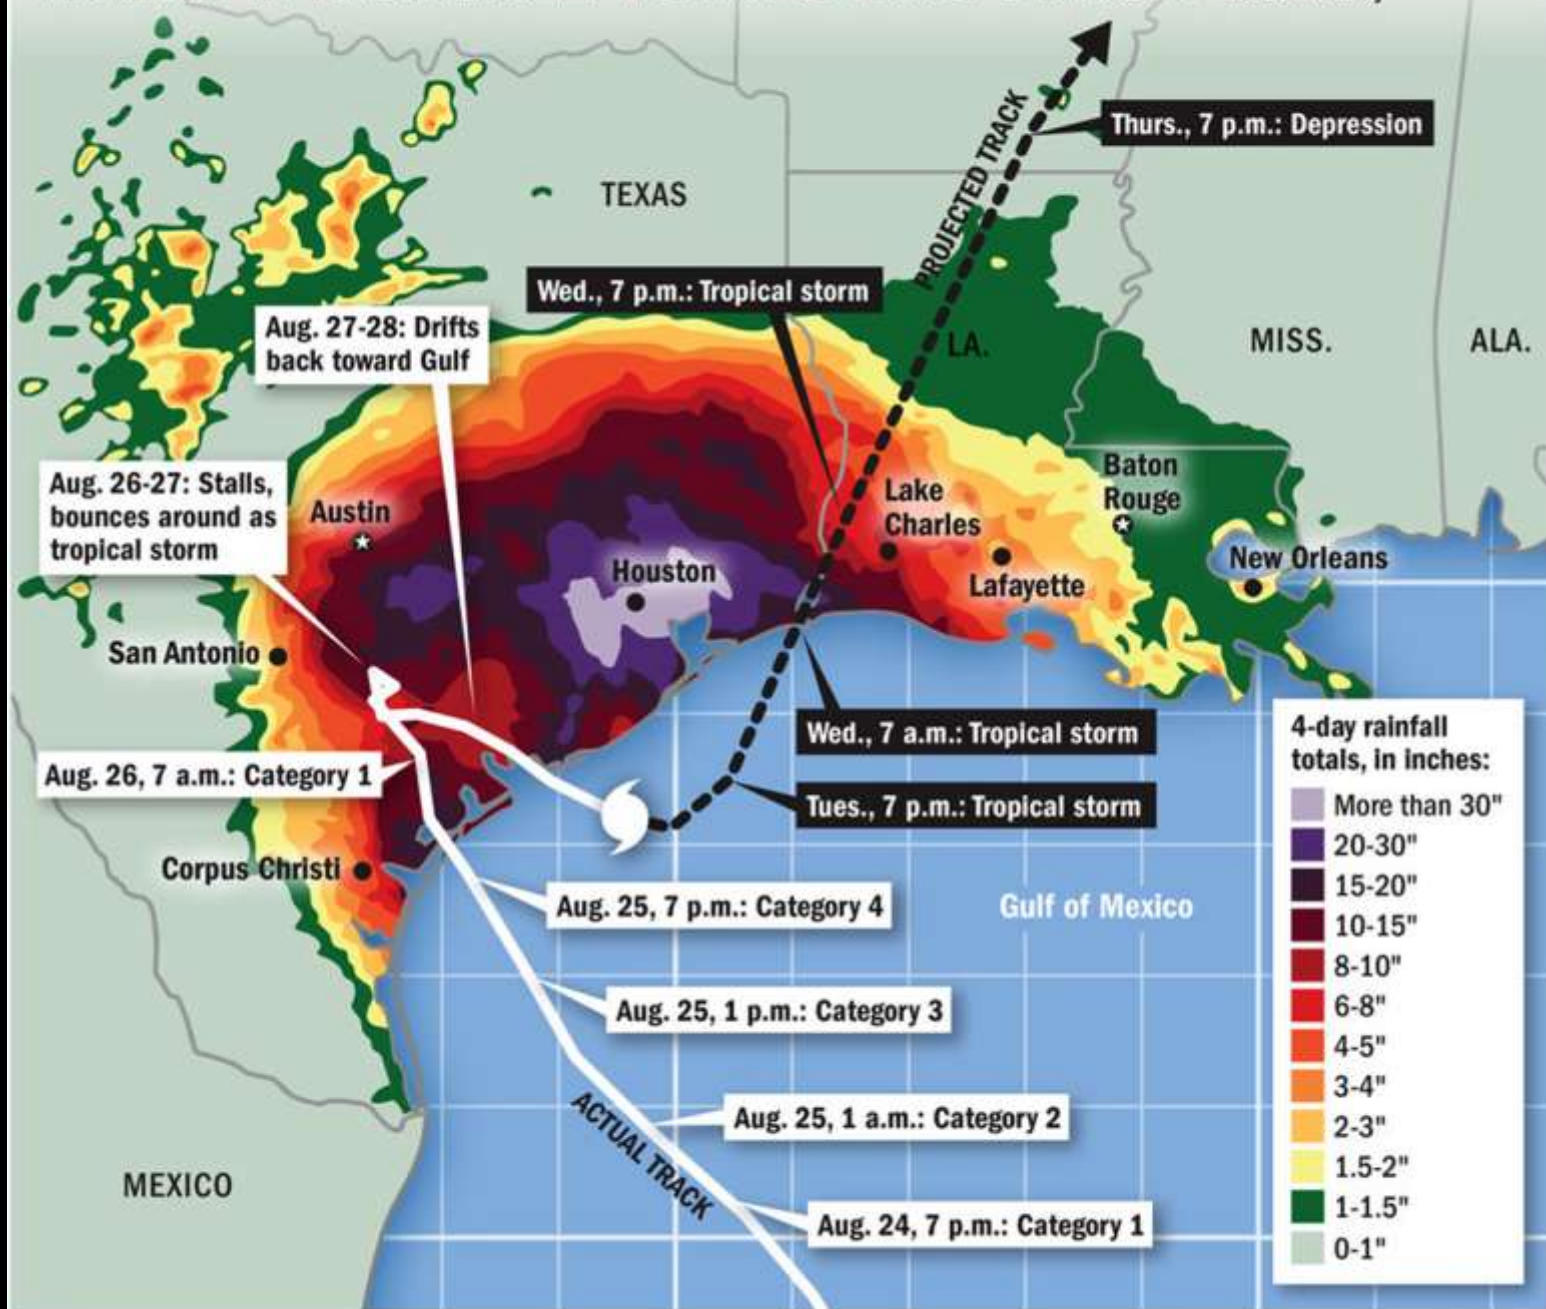 Thurs., 7 p.m.: Depression
PROJECTED TRACK
TEXAS
Wed., 7 p.m.: Tropical storm
Aug. 27-28: Drifts
back toward Gulf
LA.
MISS.
ALA.
Aug. 26-27: Stalls,
bounces around as
tropical storm
Austin
Lake
Charles
Baton
Rouge
Houston
Lafayette
New Orleans
San Antonio
Wed., 7 a.m.: Tropical storm
Aug. 26, 7 a.m.: Category 1
Tues., 7 p.m.: Tropical storm
Corpus Christi
Aug. 25, 7 p.m.: Category 4
Gulf of Mexico
Aug. 25, 1 p.m.: Category 3
Aug. 25, 1 a.m.: Category 2
ACTUAL TRACK
MEXICO
Aug. 24, 7 p.m.: Category 1
4-day rainfall
totals, in inches:
More than 30"
20-30"
15-20"
10-15"
8-10"
6-8"
4-5"
3-4"
2-3"
1.5-2"
1-1.5"
0-1"